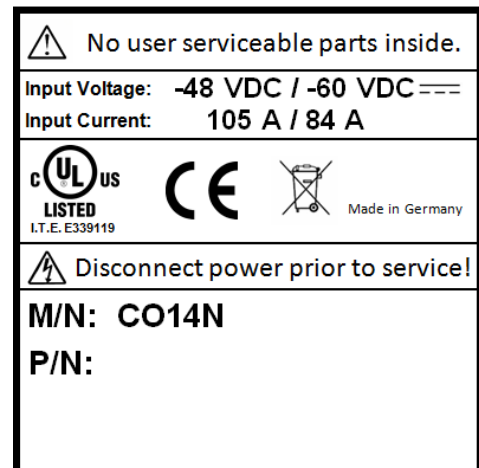 No user serviceable parts inside.
Input Voltage: -48 VDC / -60 VDC
Input Current: 105 A / 84 A
c UL us
LISTED
I.T.E. E339119
CE
Made in Germany
Disconnect power prior to service!
M/N: CO14N
P/N: